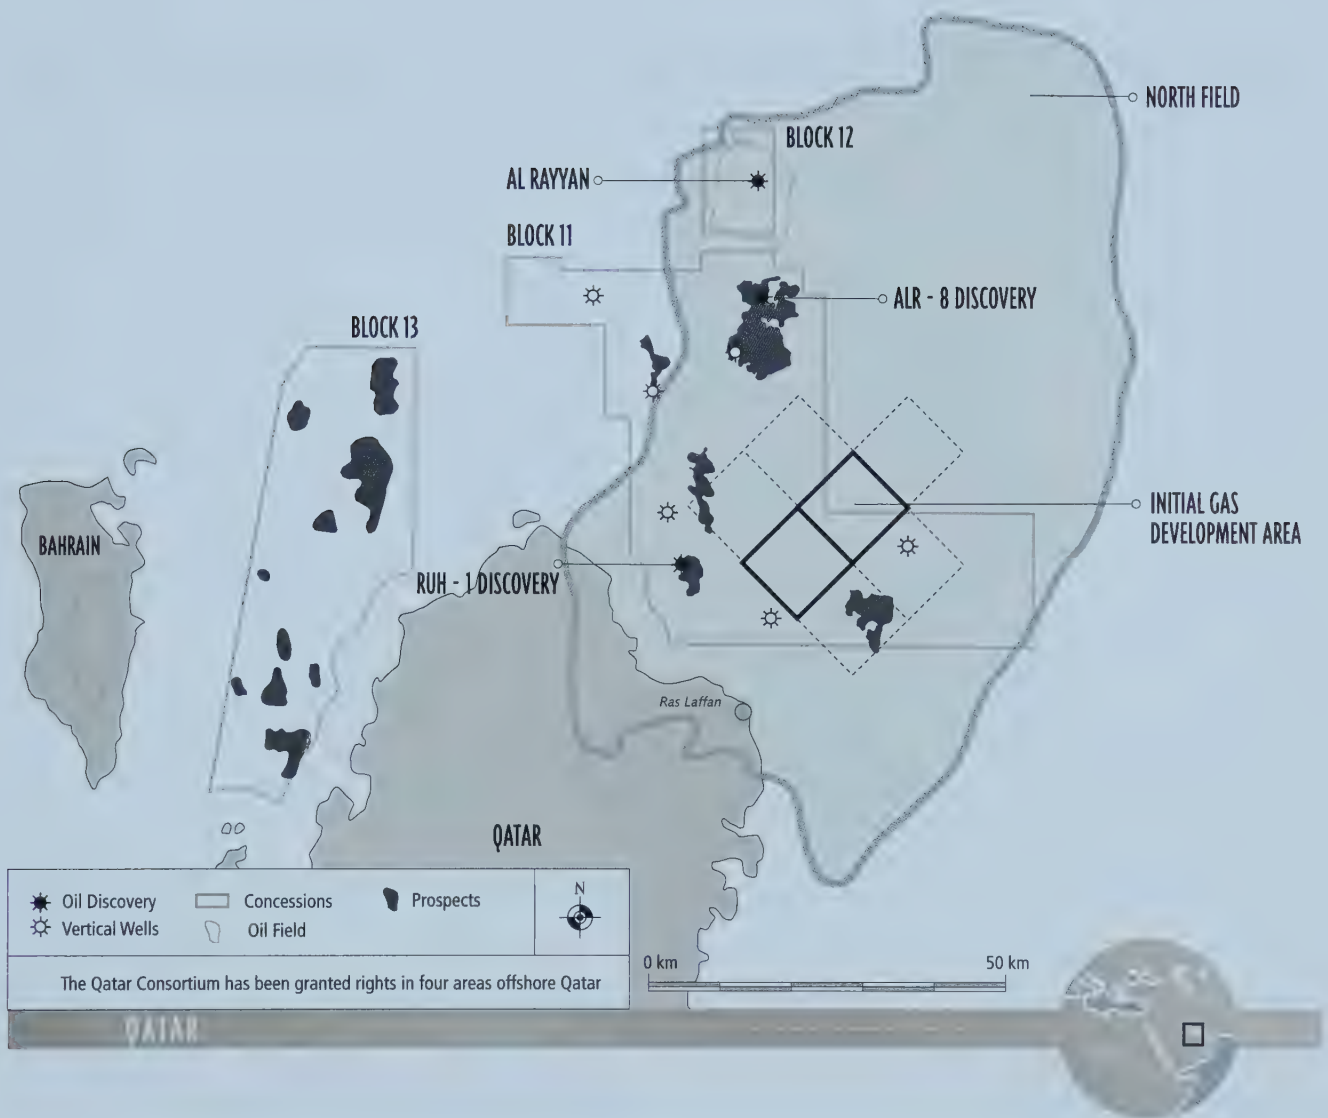 NORTH FIELD
BLOCK 12
AL RAYYAN
BLOCK 11
ALR - 8 DISCOVERY
BLOCK 13
INITIAL GAS
DEVELOPMENT AREA
BAHRAIN
RUH - 1 DISCOVERY
Ras Laffan
QATAR
Oil Discovery
Concessions
Prospects
N
Vertical Wells
Oil Field
0 km
50 km
The Qatar Consortium has been granted rights in four areas offshore Qatar
QATAR